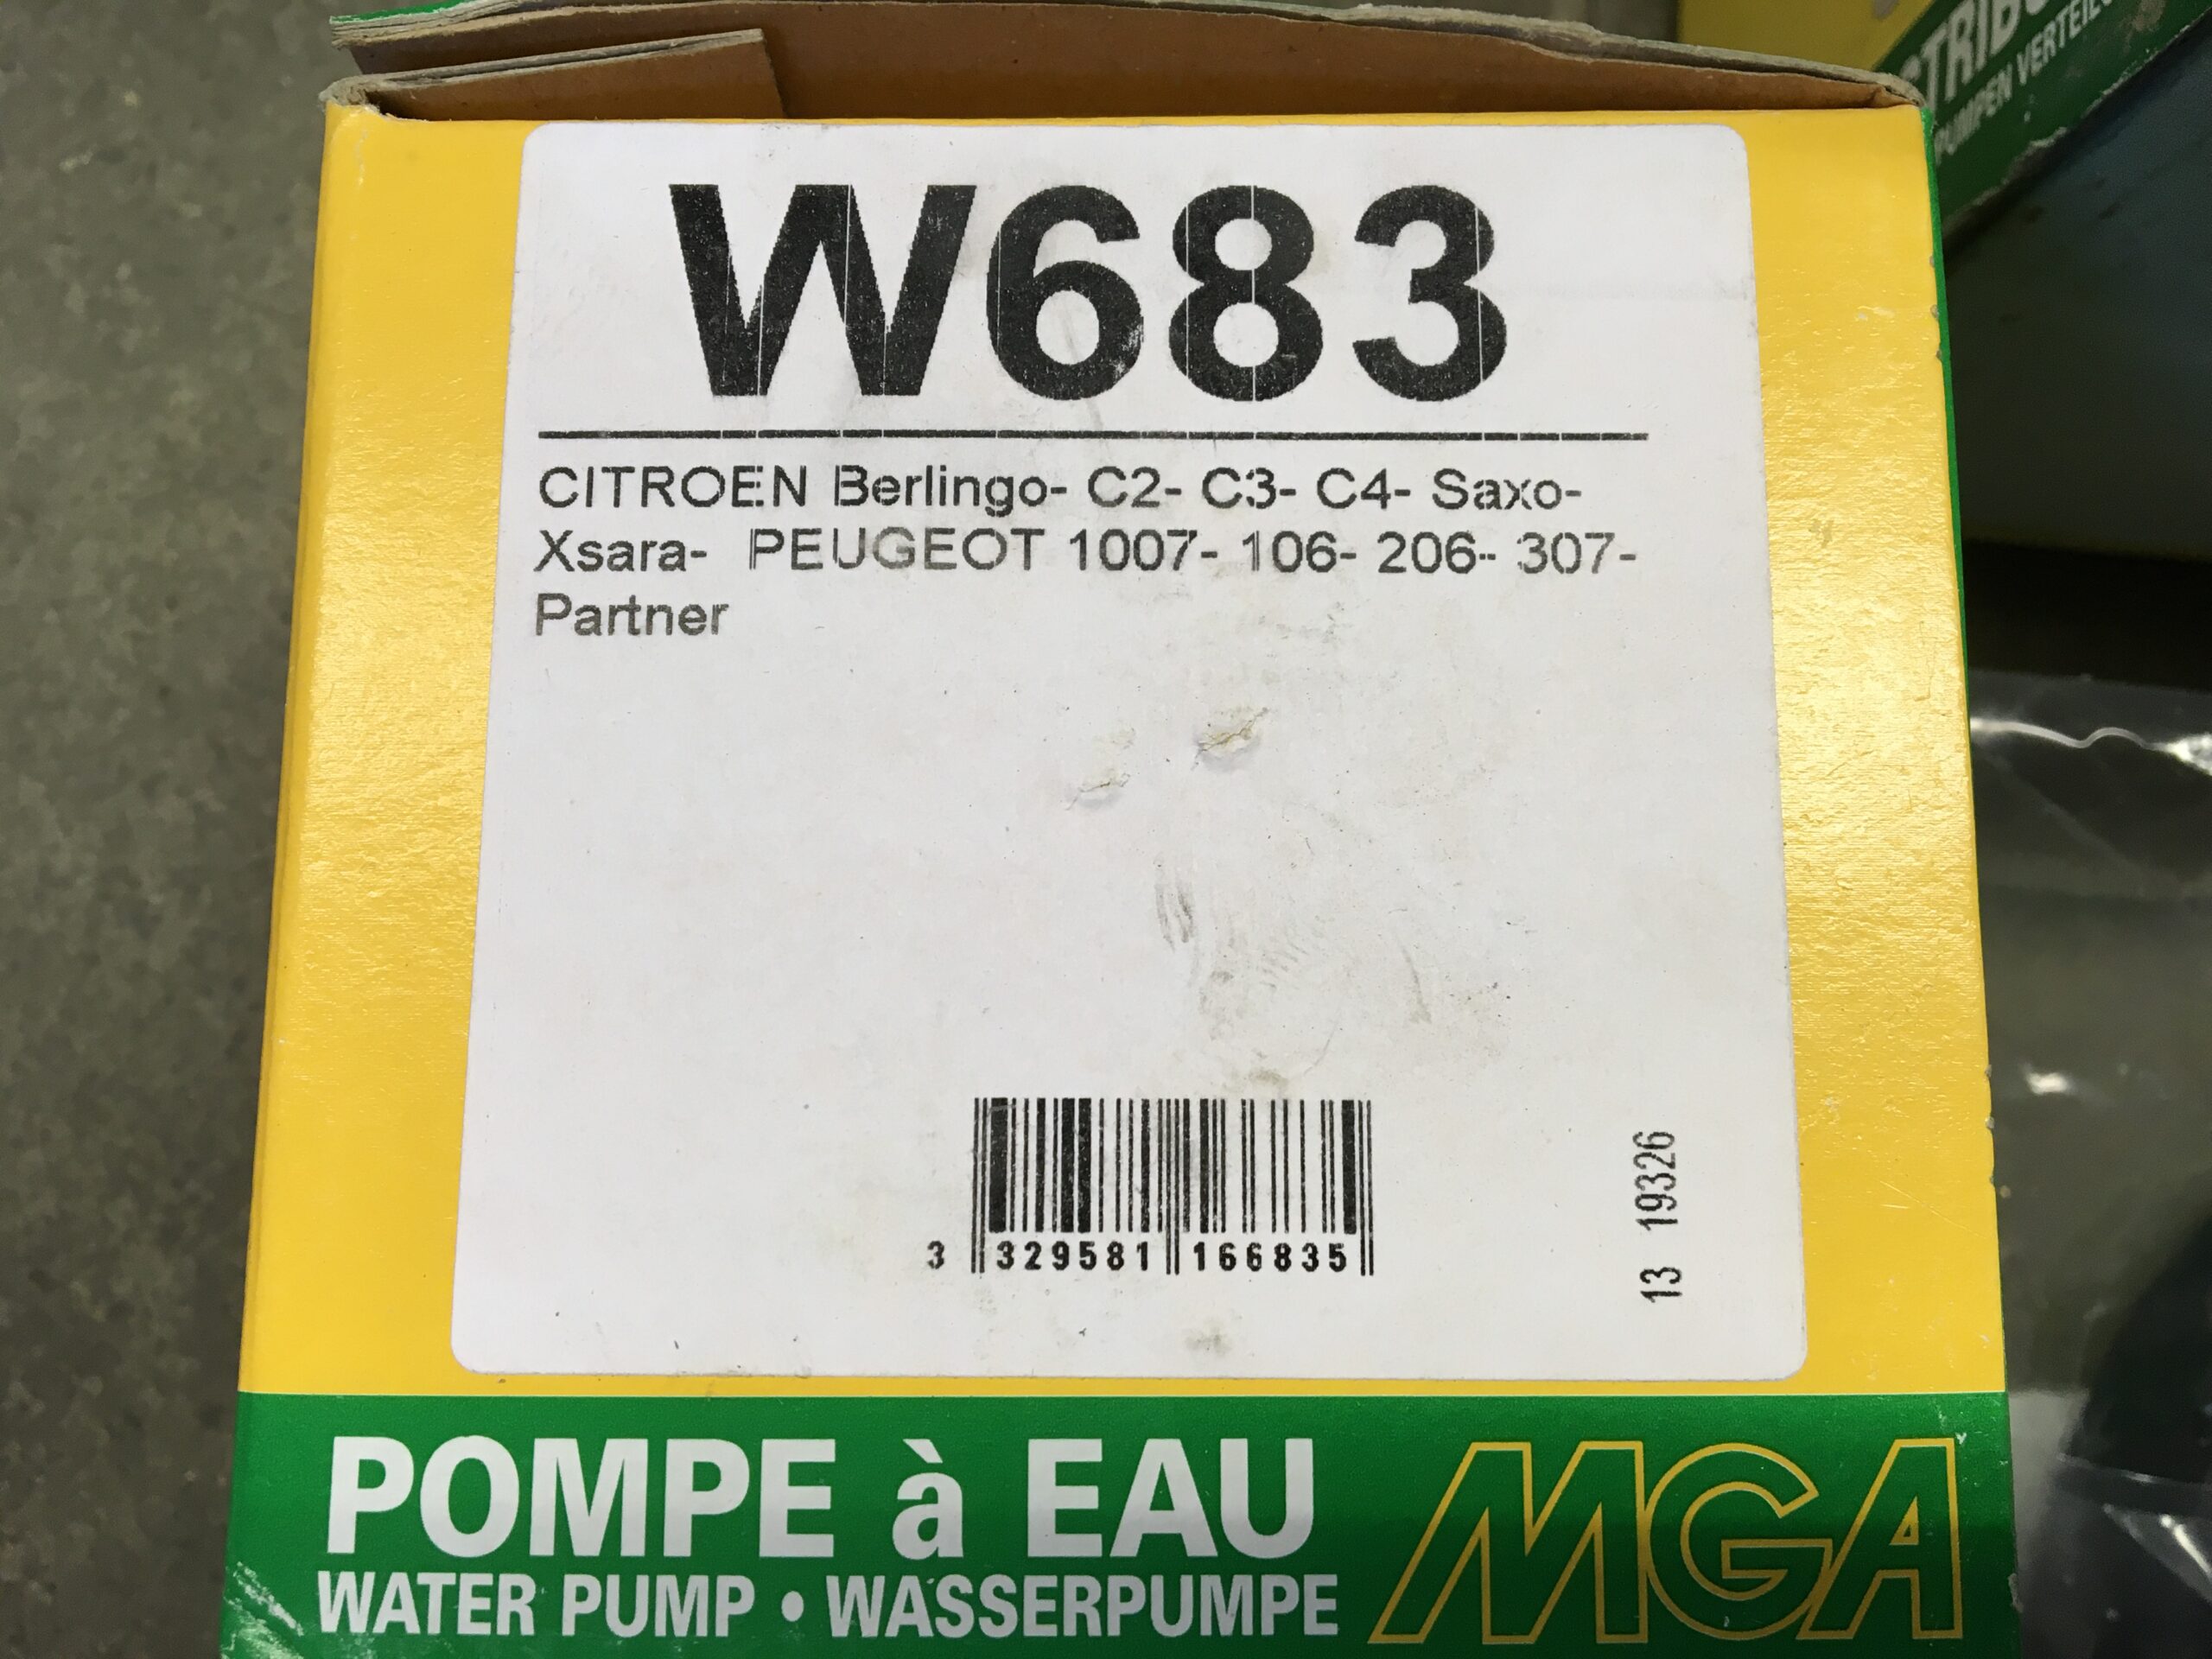 W683
CITROEN Berlingo- C2- C3- C4- Saxo-
Xsara- PEUGEOT 1007- 106- 206- 307-
Partner
3 329581 166835
13 19326
POMPE à EAU
WATER PUMP • WASSERPUMPE
MGA
PUMPEN